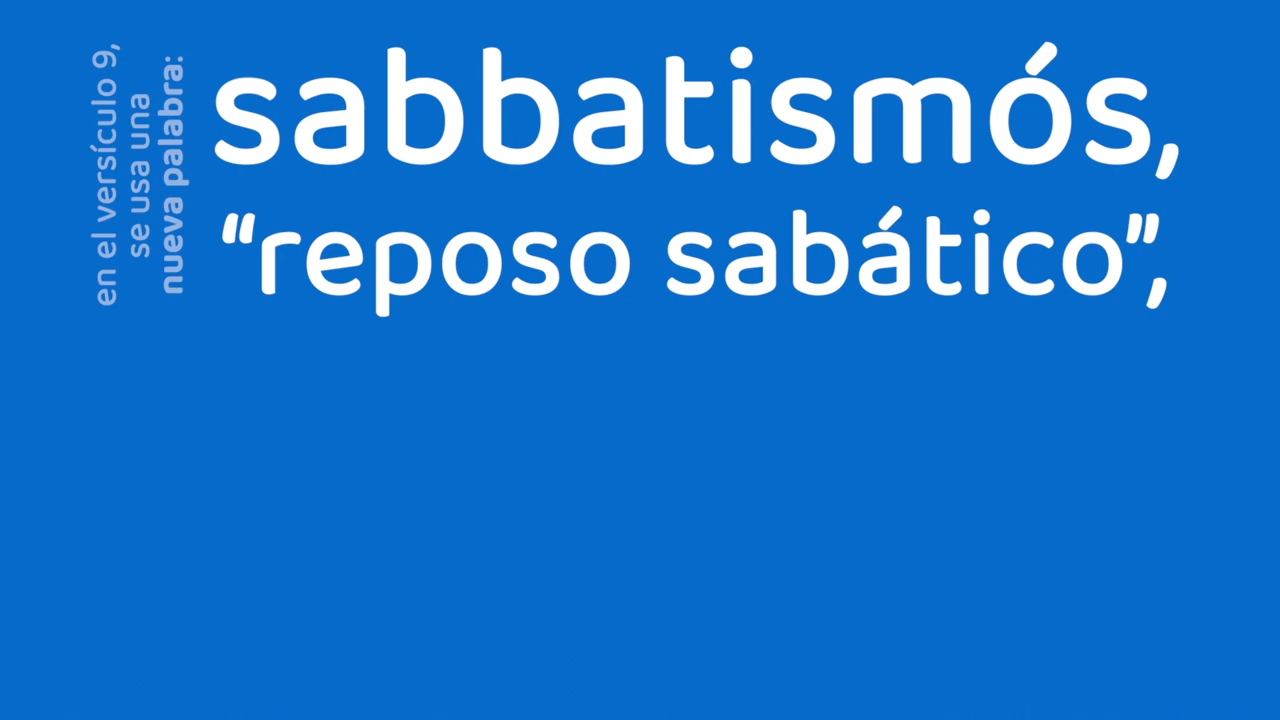 en el versículo 9,
se usa una
nueva palabra:
sabbatismós,
“reposo sabático”,